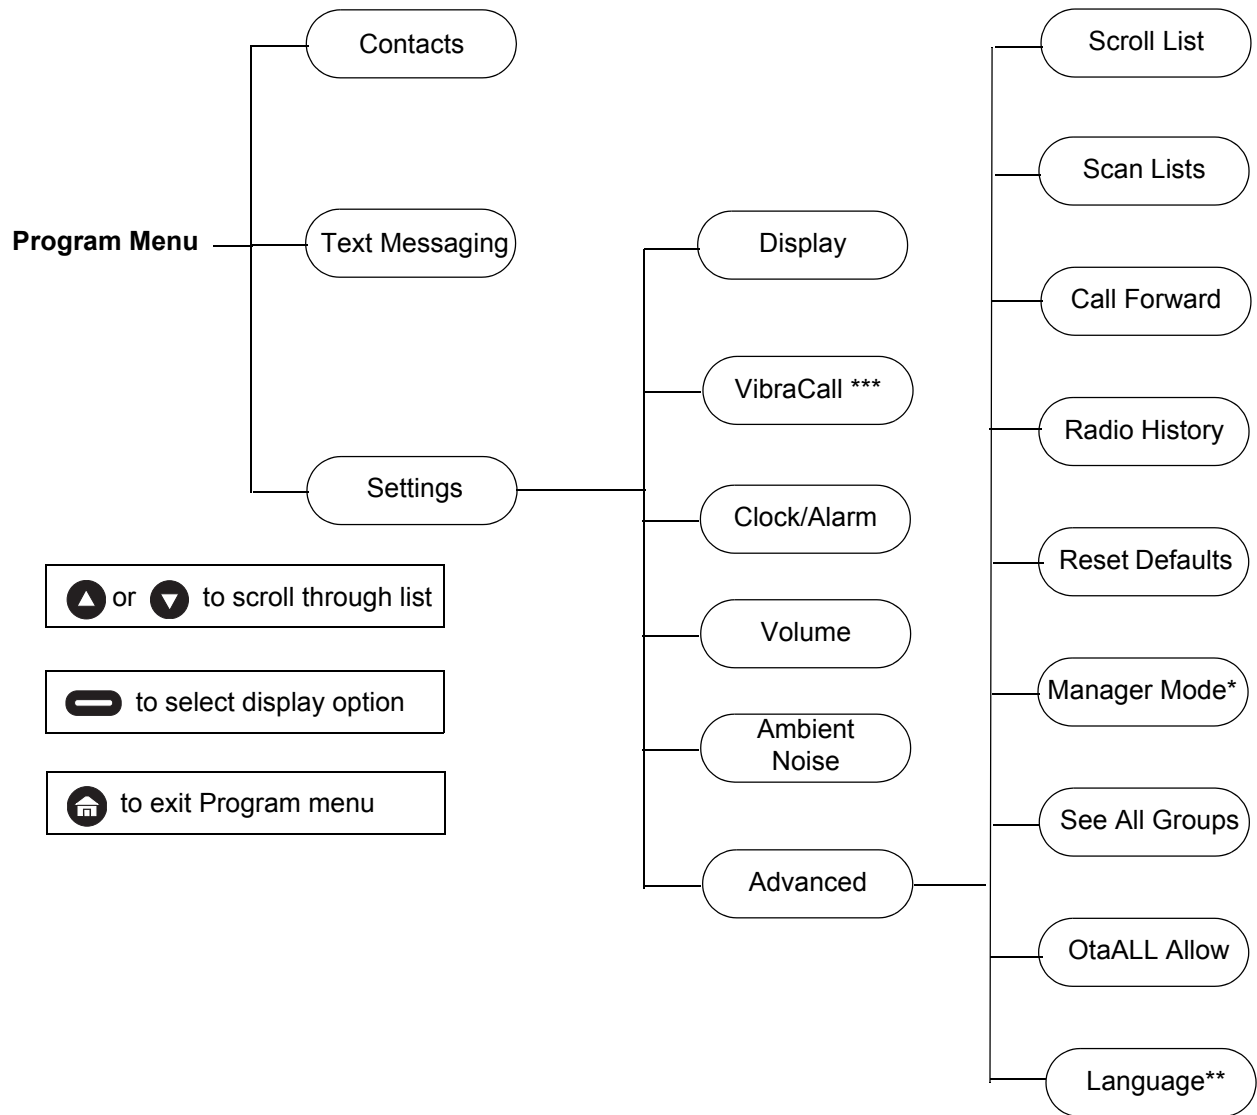 Program Menu
Contacts
Text Messaging
Settings
Display
VibraCall ***
Clock/Alarm
Volume
Ambient
Noise
Advanced
Scroll List
Scan Lists
Call Forward
Radio History
Reset Defaults
Manager Mode*
See All Groups
OtaALL Allow
Language**
or to scroll through list
to select display option
to exit Program menu